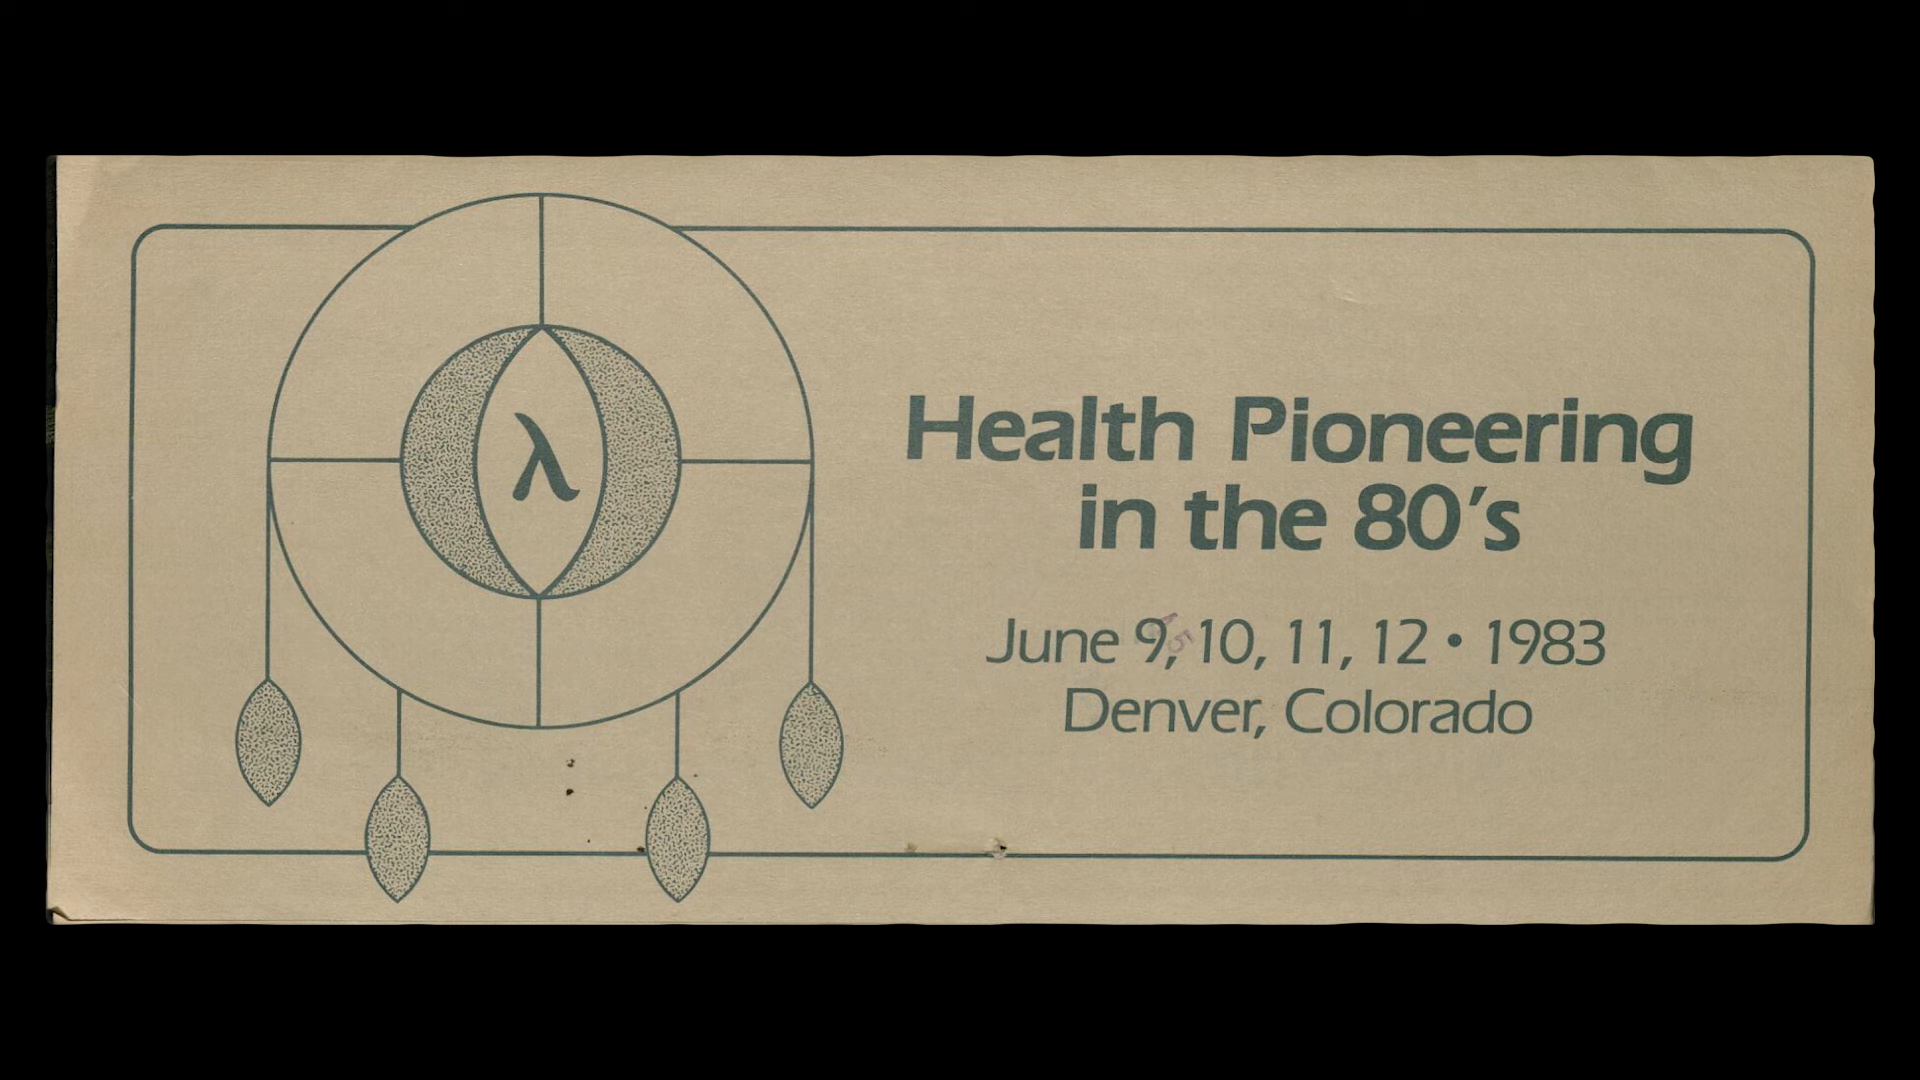 λ
Health Pioneering
in the 80's
June 9, 10, 11, 12 • 1983
Denver, Colorado